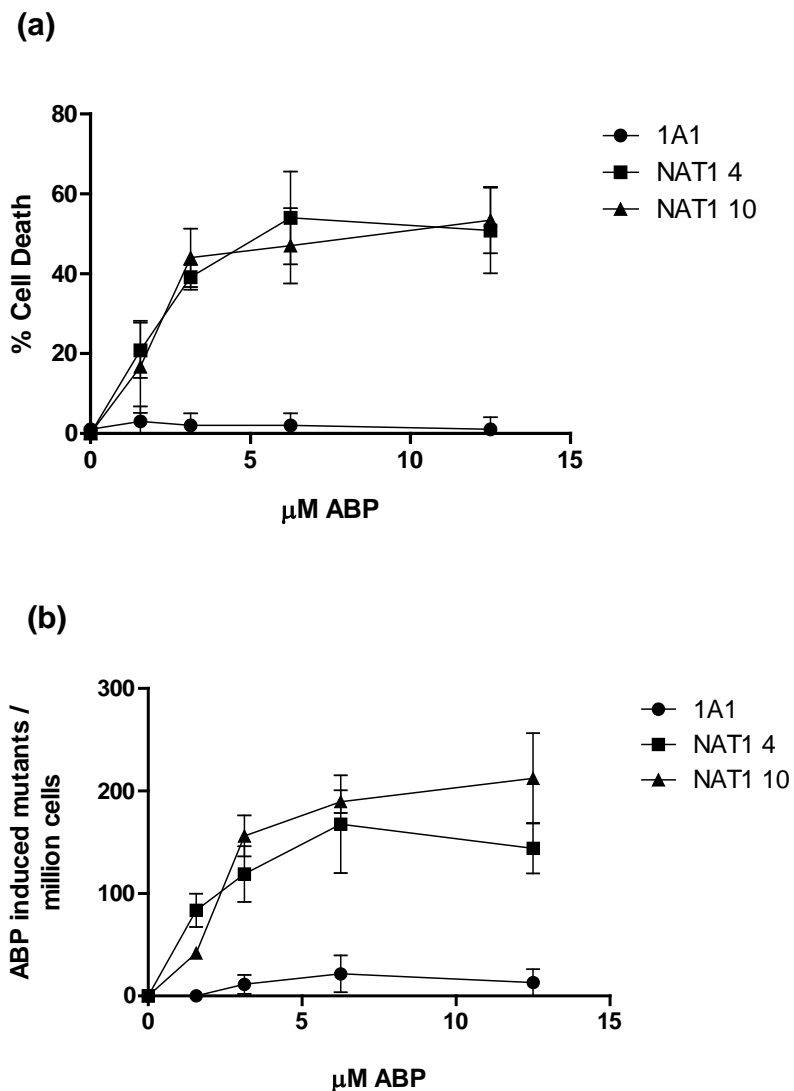 (a)
80
60
40
20
0
% Cell Death
0
5
10
15
μM ABP
1A1
NAT1 4
NAT1 10
(b)
300
200
100
0
ABP induced mutants /
million cells
0
5
10
15
μM ABP
1A1
NAT1 4
NAT1 10